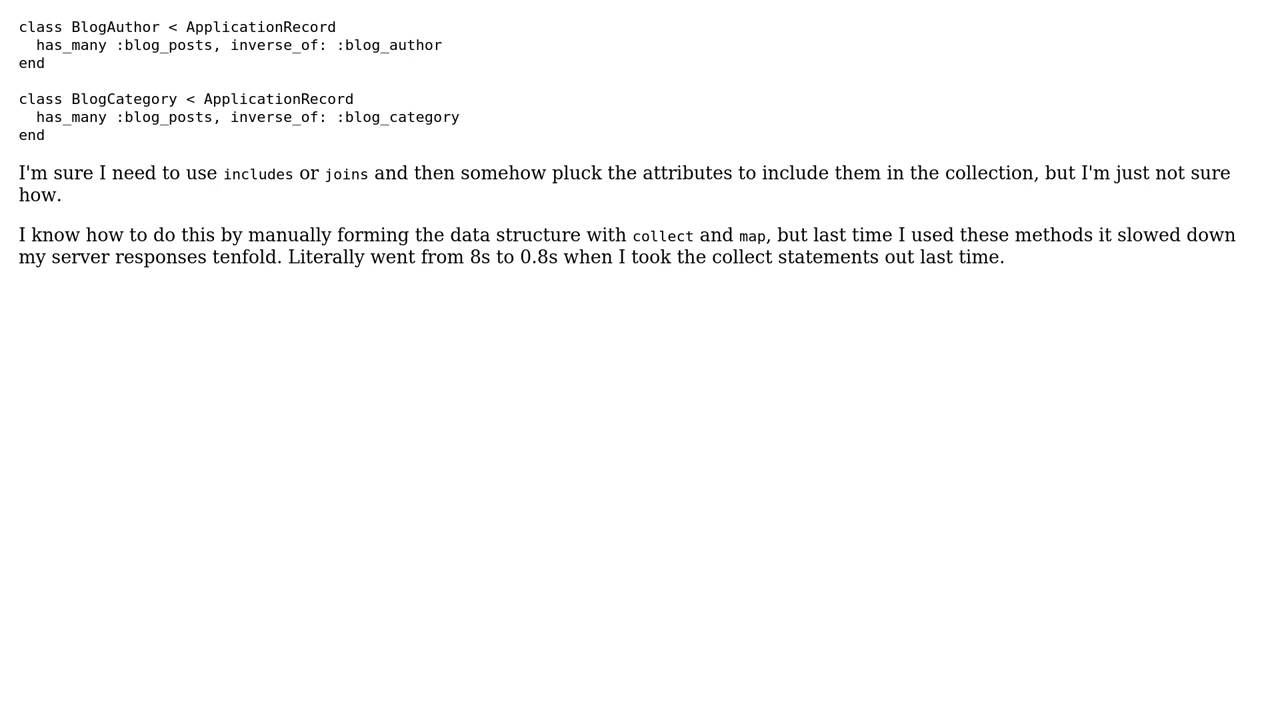 class BlogAuthor < ApplicationRecord
  has_many :blog_posts, inverse_of: :blog_author
end

class BlogCategory < ApplicationRecord
  has_many :blog_posts, inverse_of: :blog_category
end

I'm sure I need to use includes or joins and then somehow pluck the attributes to include them in the collection, but I'm just not sure
how.

I know how to do this by manually forming the data structure with collect and map, but last time I used these methods it slowed down
my server responses tenfold. Literally went from 8s to 0.8s when I took the collect statements out last time.